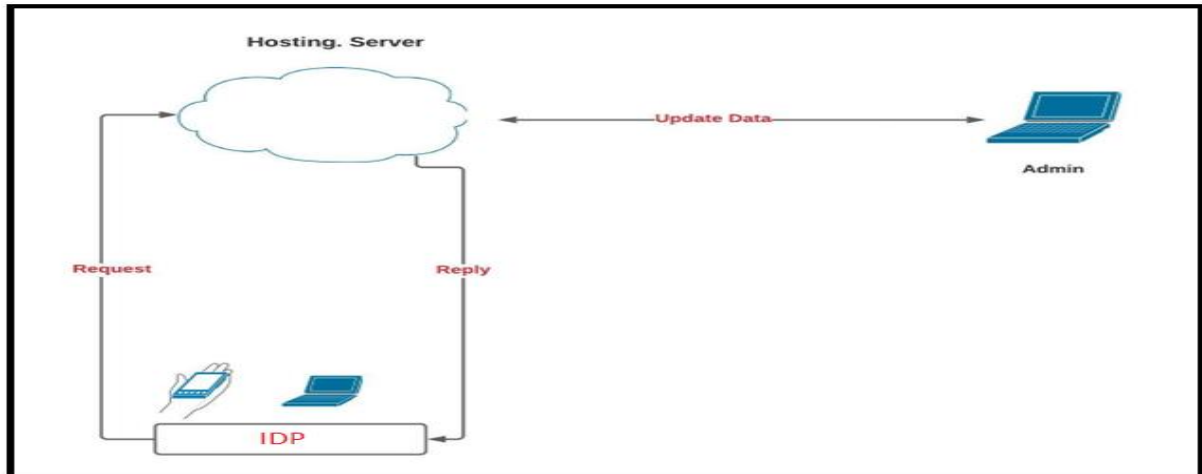 Hosting. Server
Update Data
Admin
Request
Reply
IDP